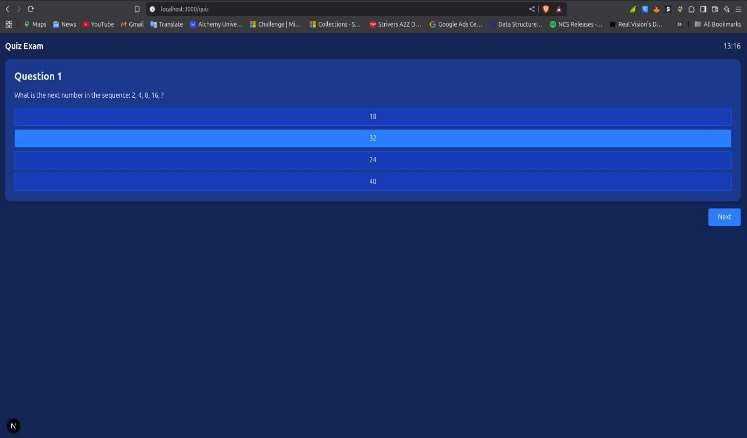 localhost:3000/quiz
Maps News YouTube Gmail Translate Alchemy Unive... Challenge | Mi... Collections - S... Strivers A2Z D... Google Ads Ce... Data Structure... NCS Releases -... Real Vision's D... » All Bookmarks
Quiz Exam 13:16
Question 1
What is the next number in the sequence: 2, 4, 8, 16, ?
18
32
24
40
Next
N